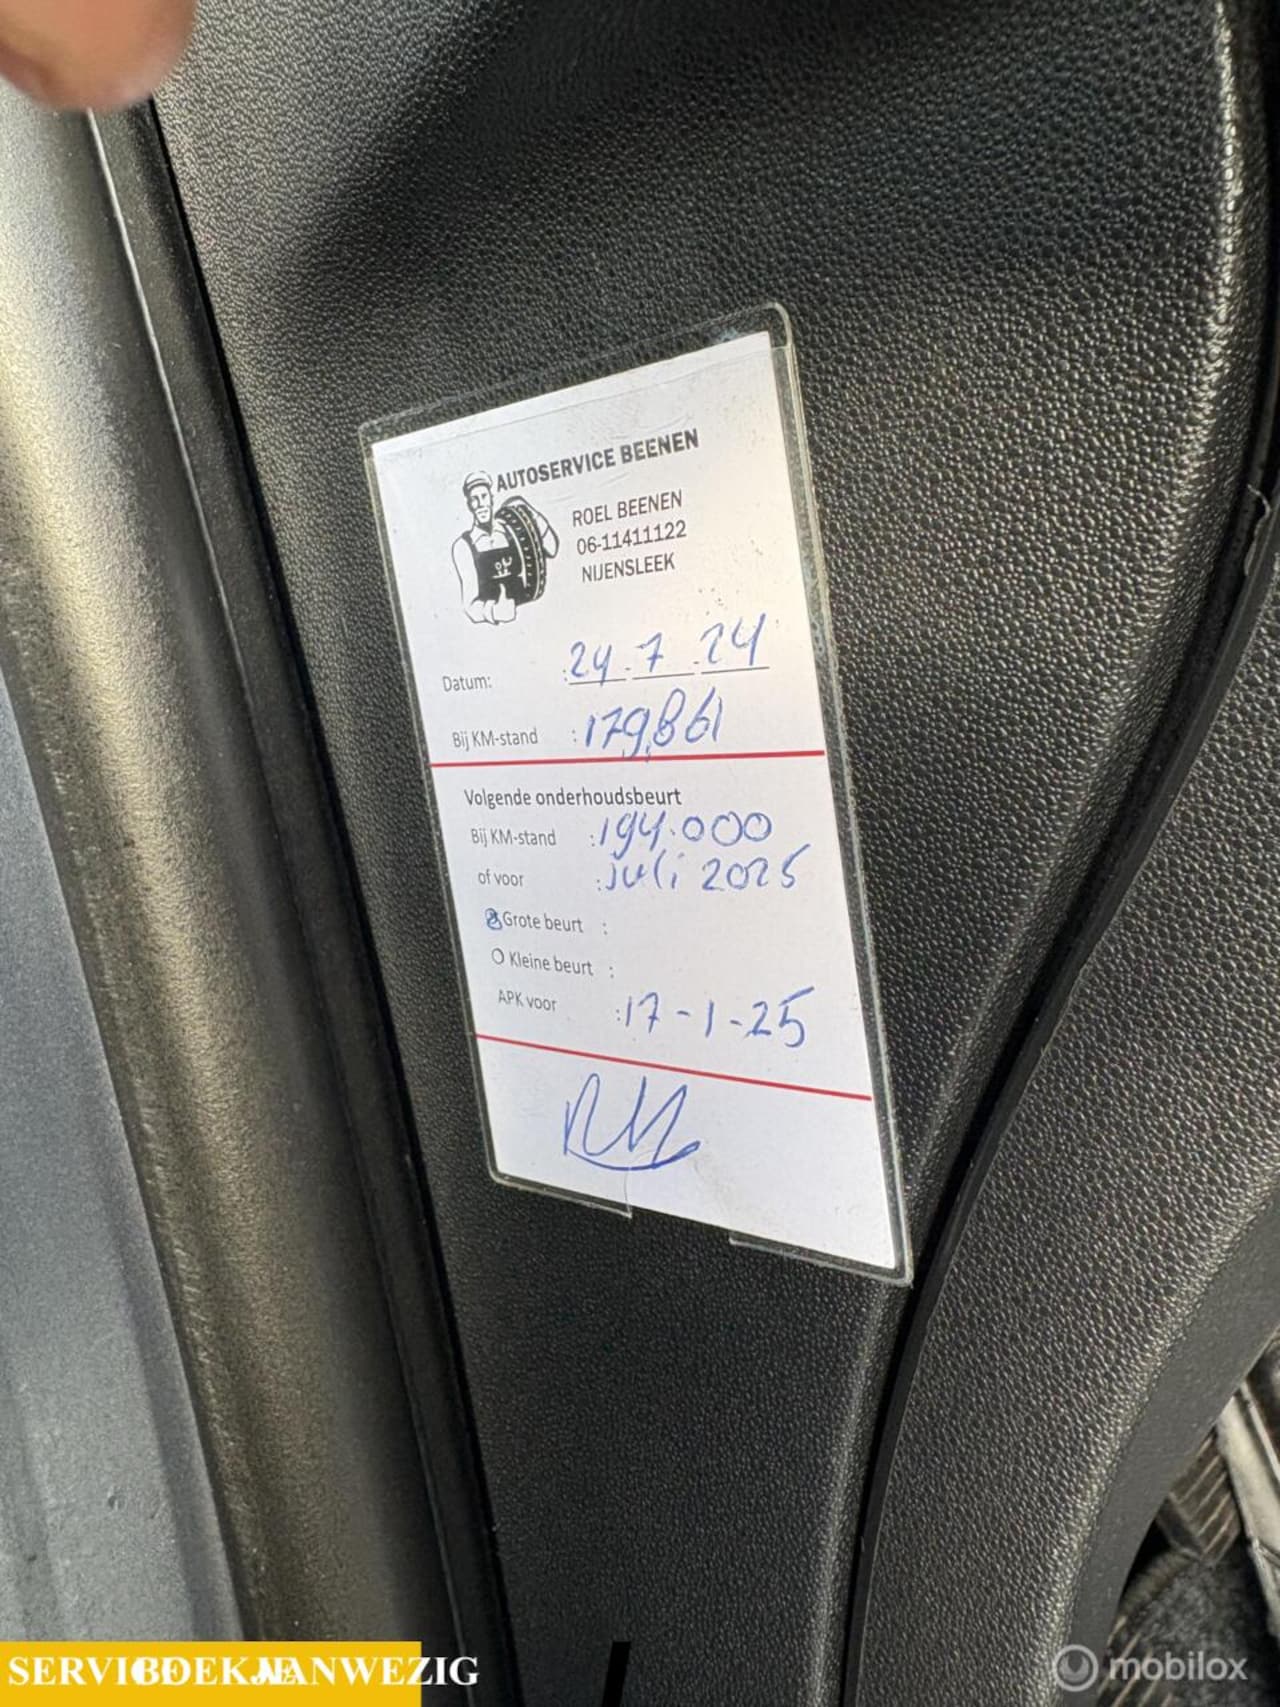 AUTOSERVICE BEENEN
ROEL BEENEN
06-11411122
NIJENSLEEK
Datum: : 24 - 7 - 24
Bij KM-stand : 179.861
Volgende onderhoudsbeurt
Bij KM-stand : 194.000
of voor : juli 2025
Grote beurt :
Kleine beurt :
APK voor : 17-1-25
mobilox